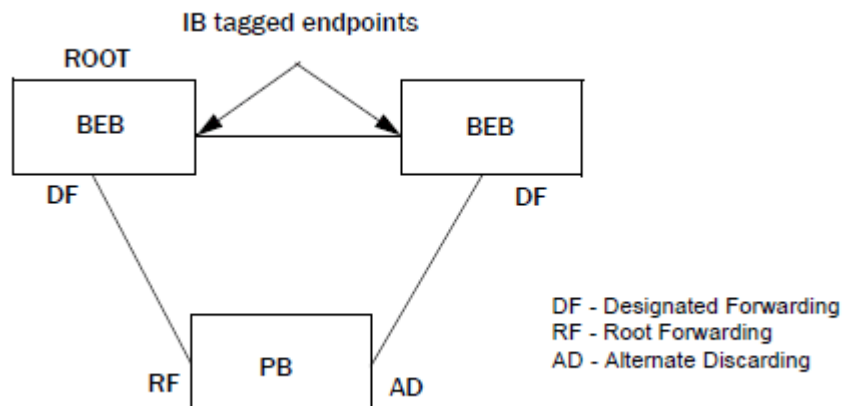 IB tagged endpoints
ROOT
BEB
BEB
DF
DF
DF - Designated Forwarding
RF - Root Forwarding
AD - Alternate Discarding
RF
PB
AD